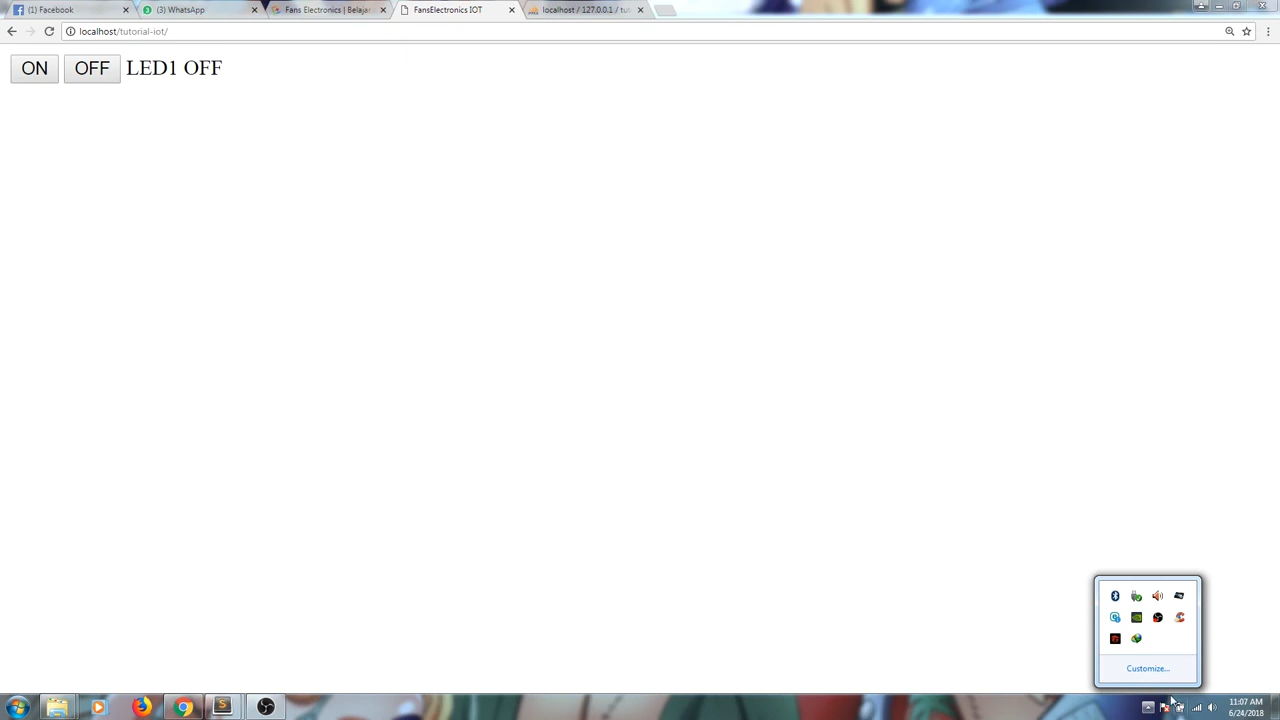 (1) Facebook
(3) WhatsApp
Fans Electronics | Belajar
FansElectronics IOT
localhost / 127.0.0.1 / tut
localhost/tutorial-iot/
ON OFF LED1 OFF
Customize...
11:07 AM
6/24/2018